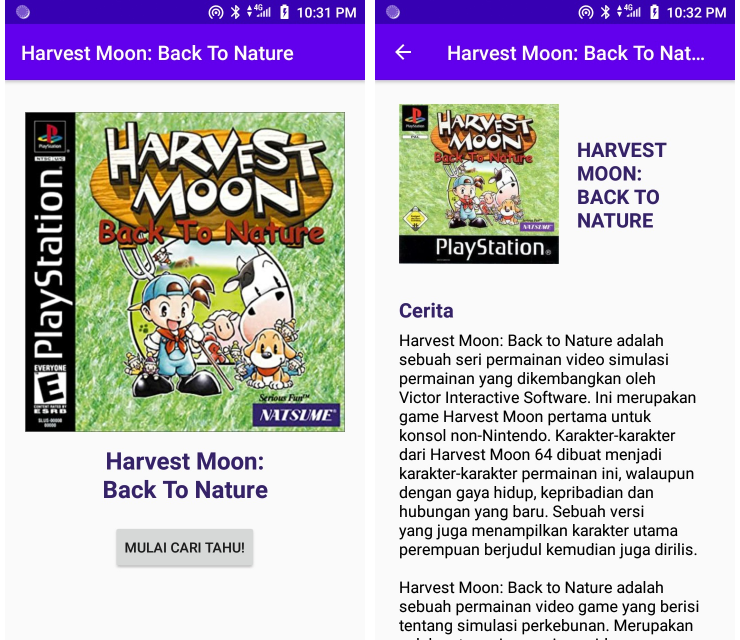 10:31 PM
Harvest Moon: Back To Nature
PlayStation
HARVEST
MOON
Back To Nature
PlayStation®
EVERYONE
E
ESRB
Serious Fun™
NATSUME®
Harvest Moon:
Back To Nature
MULAI CARI TAHU!
4G
10:32 PM
Harvest Moon: Back To Nat...
HARVEST
MOON
Back To Nature
NATSUME
PlayStation®
HARVEST
MOON:
BACK TO
NATURE
Cerita
Harvest Moon: Back to Nature adalah
sebuah seri permainan video simulasi
permainan yang dikembangkan oleh
Victor Interactive Software. Ini merupakan
game Harvest Moon pertama untuk
konsol non-Nintendo. Karakter-karakter
dari Harvest Moon 64 dibuat menjadi
karakter-karakter permainan ini, walaupun
dengan gaya hidup, kepribadian dan
hubungan yang baru. Sebuah versi
yang juga menampilkan karakter utama
perempuan berjudul kemudian juga dirilis.
Harvest Moon: Back to Nature adalah
sebuah permainan video game yang berisi
tentang simulasi perkebunan. Merupakan